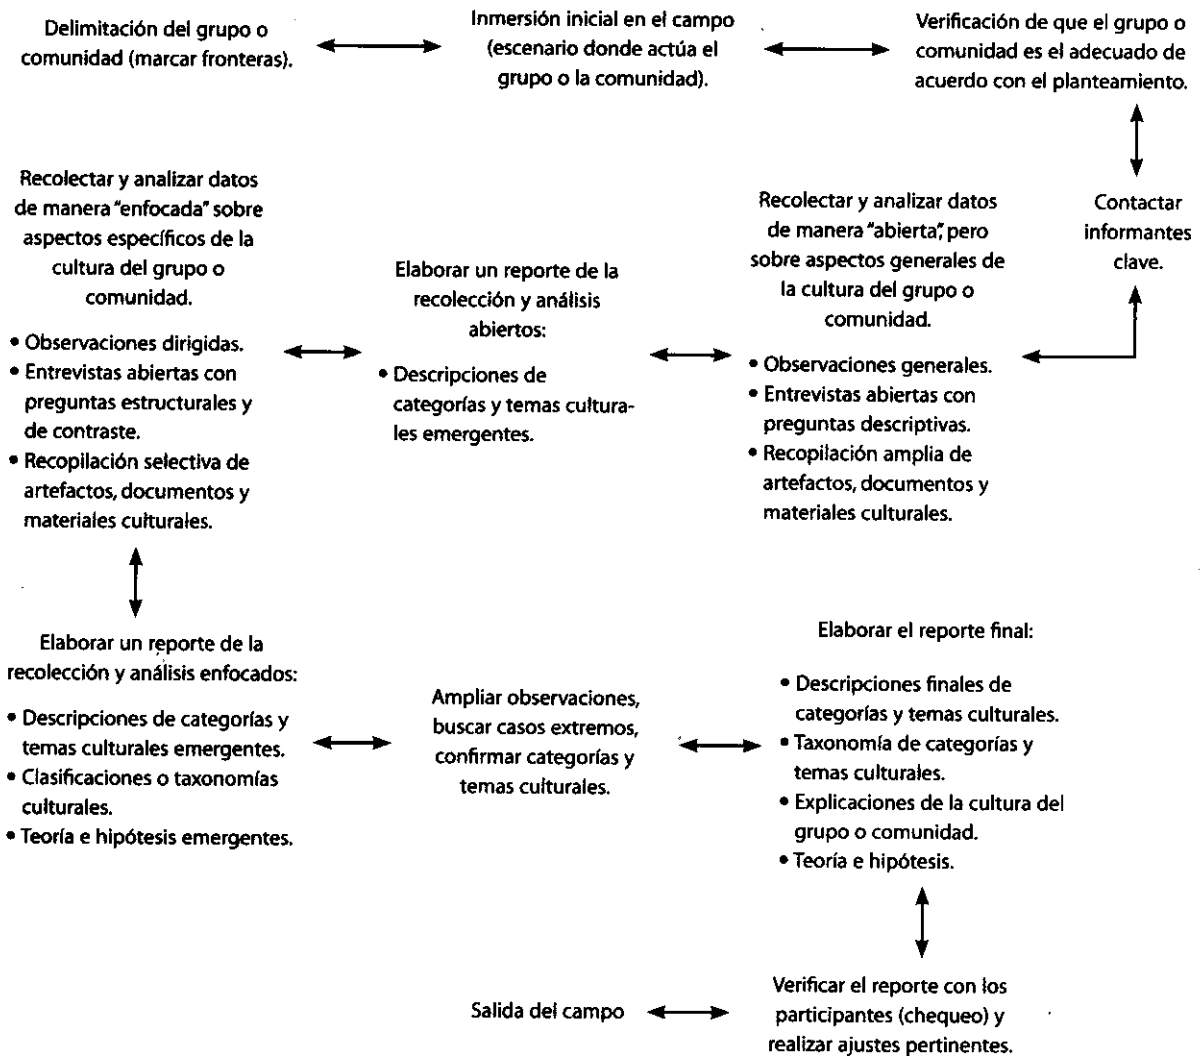 Delimitación del grupo o
comunidad (marcar fronteras).
Inmersión inicial en el campo
(escenario donde actúa el
grupo o la comunidad).
Verificación de que el grupo o
comunidad es el adecuado de
acuerdo con el planteamiento.
Contactar
informantes
clave.
Recolectar y analizar datos
de manera "abierta", pero
sobre aspectos generales de
la cultura del grupo o
comunidad.
• Observaciones generales.
• Entrevistas abiertas con
preguntas descriptivas.
• Recopilación amplia de
artefactos, documentos y
materiales culturales.
Elaborar un reporte de la
recolección y análisis
abiertos:
• Descripciones de
categorías y temas cultura-
les emergentes.
Recolectar y analizar datos
de manera "enfocada" sobre
aspectos específicos de la
cultura del grupo o
comunidad.
• Observaciones dirigidas.
• Entrevistas abiertas con
preguntas estructurales y
de contraste.
• Recopilación selectiva de
artefactos, documentos y
materiales culturales.
Elaborar un reporte de la
recolección y análisis enfocados:
• Descripciones de categorías y
temas culturales emergentes.
• Clasificaciones o taxonomías
culturales.
• Teoría e hipótesis emergentes.
Ampliar observaciones,
buscar casos extremos,
confirmar categorías y
temas culturales.
Elaborar el reporte final:
• Descripciones finales de
categorías y temas culturales.
• Taxonomía de categorías y
temas culturales.
• Explicaciones de la cultura del
grupo o comunidad.
• Teoría e hipótesis.
Verificar el reporte con los
participantes (chequeo) y
realizar ajustes pertinentes.
Salida del campo